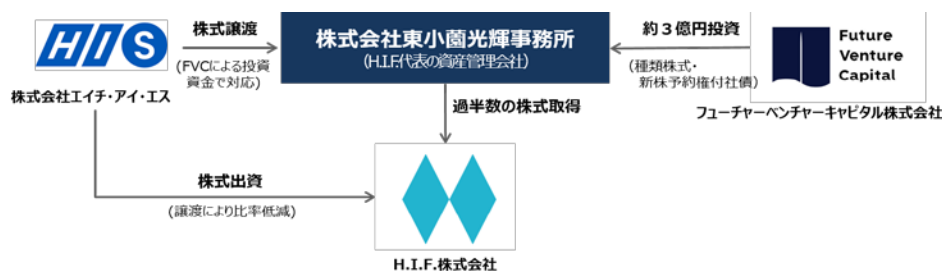 HIS
株式会社エイチ・アイ・エス
株式譲渡
(FVCによる投資
資金で対応)
株式会社東小薗光輝事務所
(H.I.F.代表の資産管理会社)
約３億円投資
(種類株式・
新株予約権付社債)
Future
Venture
Capital
フューチャーベンチャーキャピタル株式会社
過半数の株式取得
株式出資
(譲渡により比率低減)
H.I.F.株式会社